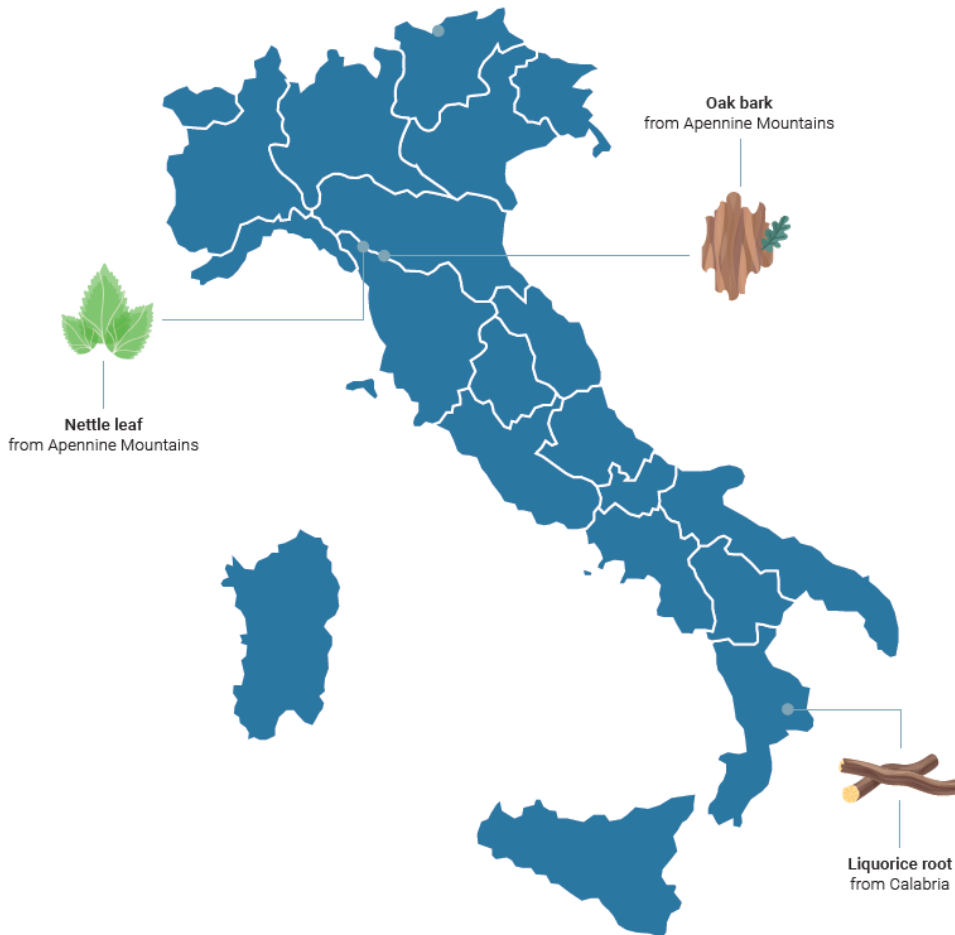 Oak bark
from Apennine Mountains
Nettle leaf
from Apennine Mountains
Liquorice root
from Calabria